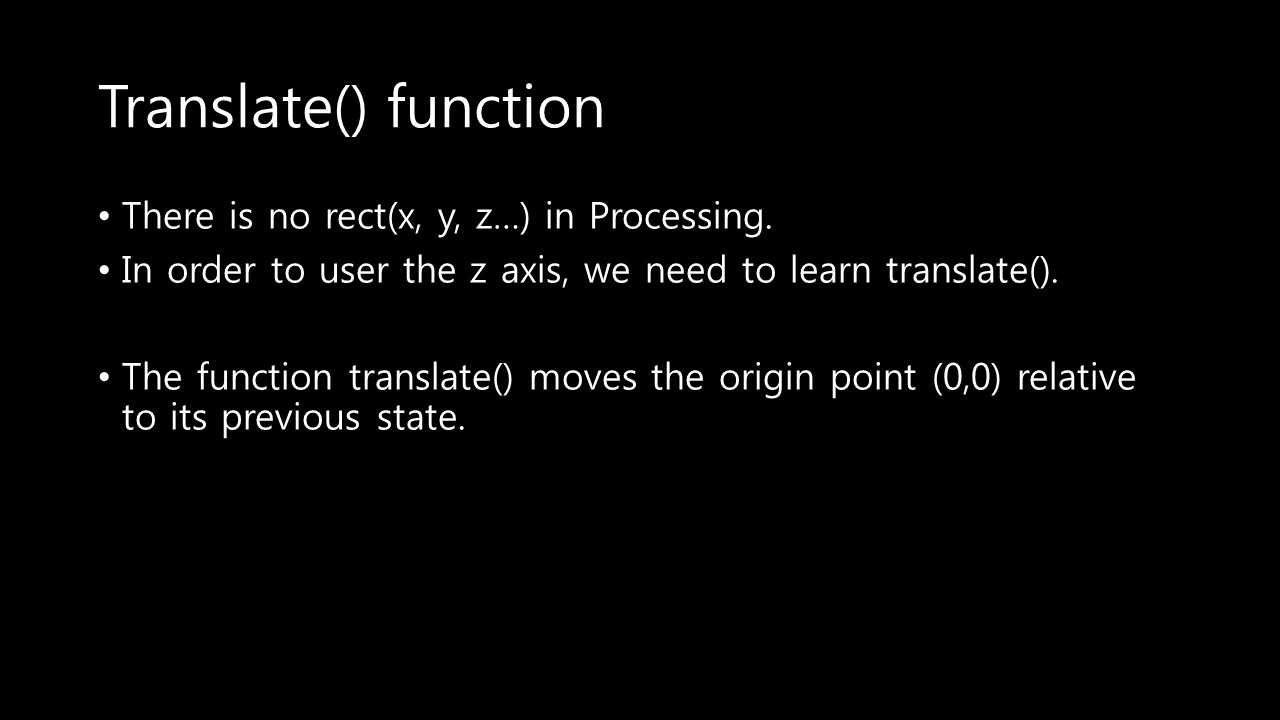 Translate() function
• There is no rect(x, y, z...) in Processing.
• In order to user the z axis, we need to learn translate().
• The function translate() moves the origin point (0,0) relative
to its previous state.